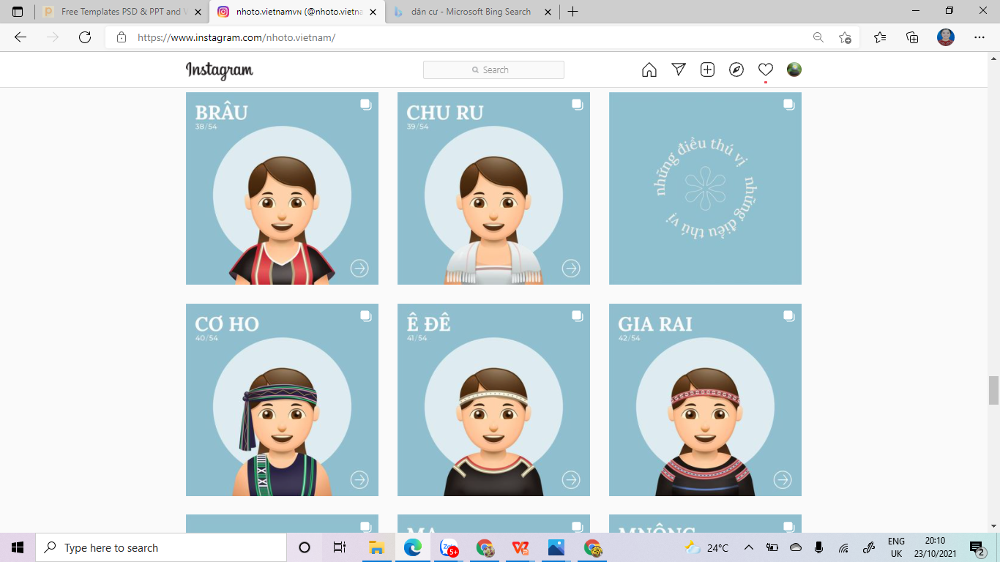 Free Templates PSD & PPT and V
nhoto.vietnamVN (@nhoto.vietna
dân cư - Microsoft Bing Search
https://www.instagram.com/nhoto.vietnam/
Instagram
Search
BRÂU
38/54
CHU RU
39/54
những điều thú vị
những điều thú vị
CƠ HO
40/54
Ê ĐÊ
41/54
GIA RAI
42/54
MẠ
MNÔNG
Type here to search
Zalo
5+
24°C
ENG
UK
20:10
23/10/2021
2